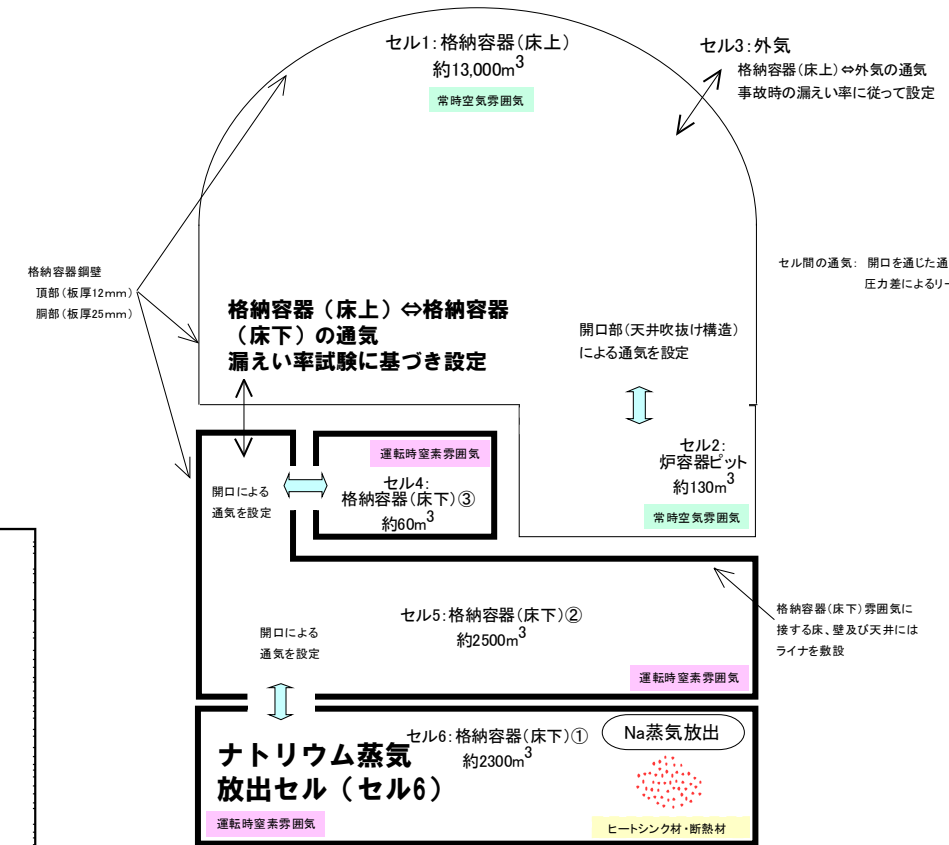 セル1:格納容器(床上)
約13,000m3
常時空気雰囲気
セル3:外気
格納容器(床上)⇔外気の通気
事故時の漏えい率に従って設定
格納容器鋼壁
頂部(板厚12mm)
胴部(板厚25mm)
セル間の通気: 開口を通じた通
圧力差によるリー
格納容器(床上)⇔格納容器
(床下)の通気
漏えい率試験に基づき設定
開口部(天井吹抜け構造)
による通気を設定
セル2:
炉容器ピット
約130m3
常時空気雰囲気
運転時窒素雰囲気
セル4:
格納容器(床下)③
約60m3
開口による
通気を設定
セル5:格納容器(床下)②
約2500m3
運転時窒素雰囲気
開口による
通気を設定
格納容器(床下)雰囲気に
接する床、壁及び天井には
ライナを敷設
セル6:格納容器(床下)①
約2300m3
Na蒸気放出
ナトリウム蒸気
放出セル(セル6)
運転時窒素雰囲気
ヒートシンク材・断熱材